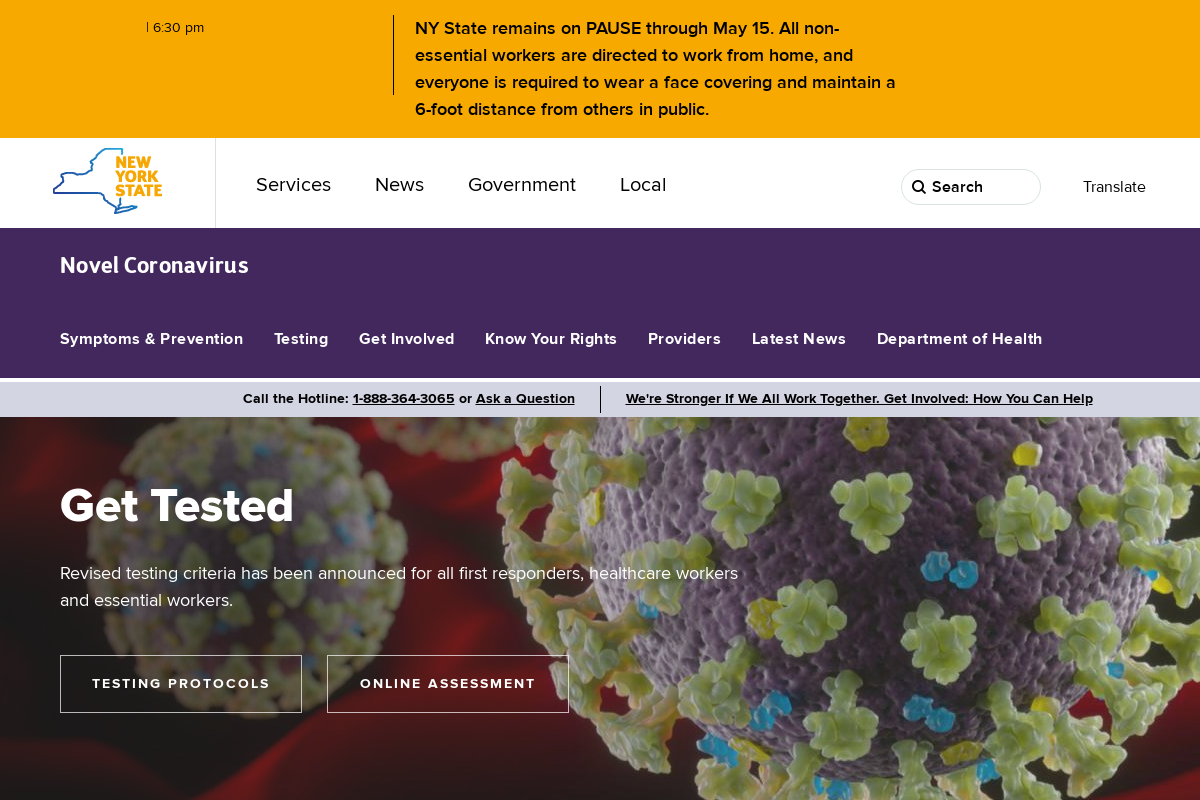 | 6:30 pm
NY State remains on PAUSE through May 15. All non-
essential workers are directed to work from home, and
everyone is required to wear a face covering and maintain a
6-foot distance from others in public.
NEW
YORK
STATE
Services News Government Local
Search
Translate
Novel Coronavirus
Symptoms & Prevention Testing Get Involved Know Your Rights Providers Latest News Department of Health
Call the Hotline: 1-888-364-3065 or Ask a Question
We're Stronger If We All Work Together. Get Involved: How You Can Help
Get Tested
Revised testing criteria has been announced for all first responders, healthcare workers
and essential workers.
TESTING PROTOCOLS
ONLINE ASSESSMENT